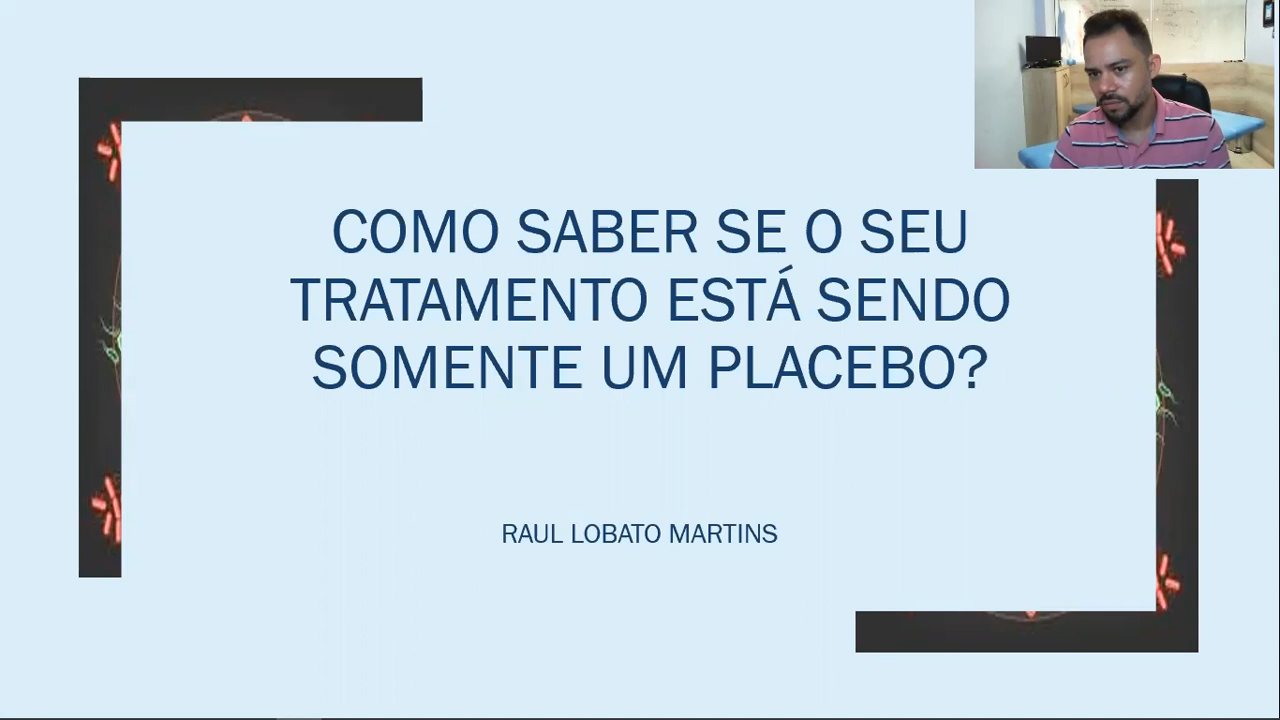 COMO SABER SE O SEU
TRATAMENTO ESTÁ SENDO
SOMENTE UM PLACEBO?
RAUL LOBATO MARTINS